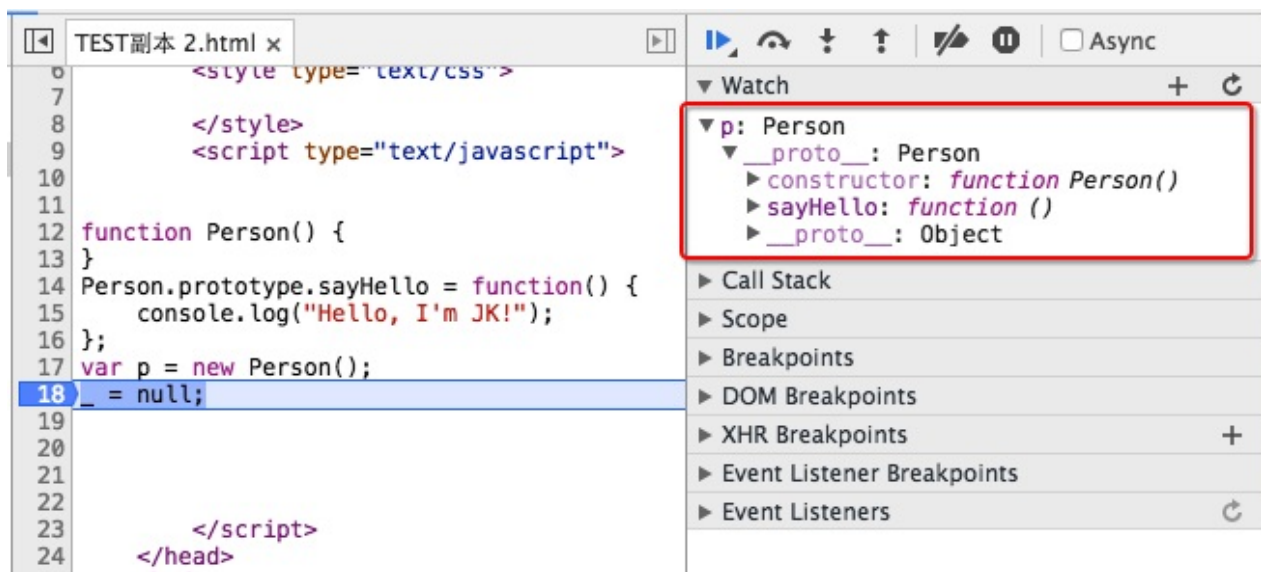 TEST副本 2.html ×
6 <style type="text/css">
7
8 </style>
9 <script type="text/javascript">
10
11
12 function Person() {
13 }
14 Person.prototype.sayHello = function() {
15 console.log("Hello, I'm JK!");
16 };
17 var p = new Person();
18 _ = null;
19
20
21
22
23 </script>
24 </head>
Async
Watch
p: Person
__proto__: Person
constructor: function Person()
sayHello: function ()
__proto__: Object
Call Stack
Scope
Breakpoints
DOM Breakpoints
XHR Breakpoints
Event Listener Breakpoints
Event Listeners